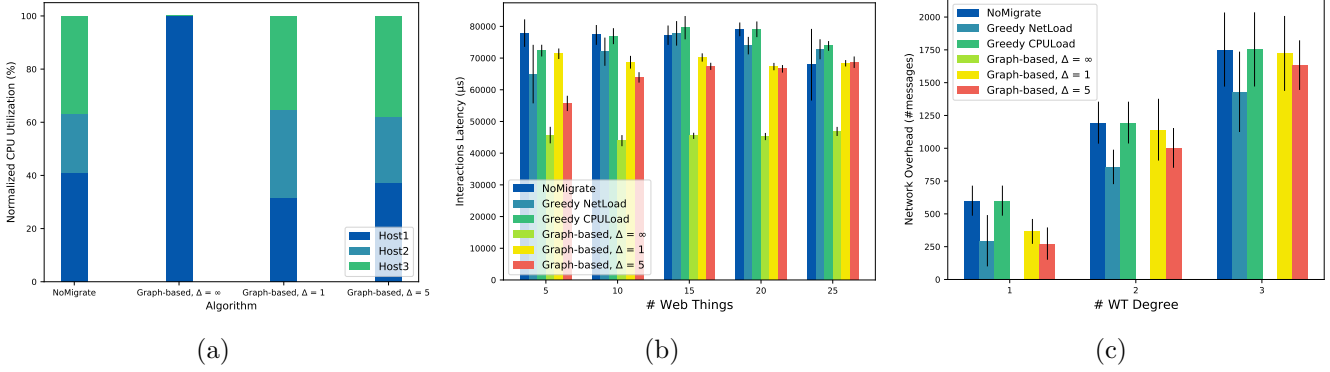 100
80
60
40
20
0
Normalized CPU Utilization (%)
Host1
Host2
Host3
NoMigrate
Graph-based, Δ = ∞
Graph-based, Δ = 1
Graph-based, Δ = 5
Algorithm
(a)
80000
70000
60000
50000
40000
30000
20000
10000
0
Interactions Latency (μs)
NoMigrate
Greedy NetLoad
Greedy CPULoad
Graph-based, Δ = ∞
Graph-based, Δ = 1
Graph-based, Δ = 5
5
10
15
20
25
# Web Things
(b)
2000
1750
1500
1250
1000
750
500
250
0
Network Overhead (#messages)
NoMigrate
Greedy NetLoad
Greedy CPULoad
Graph-based, Δ = ∞
Graph-based, Δ = 1
Graph-based, Δ = 5
1
2
3
# WT Degree
(c)